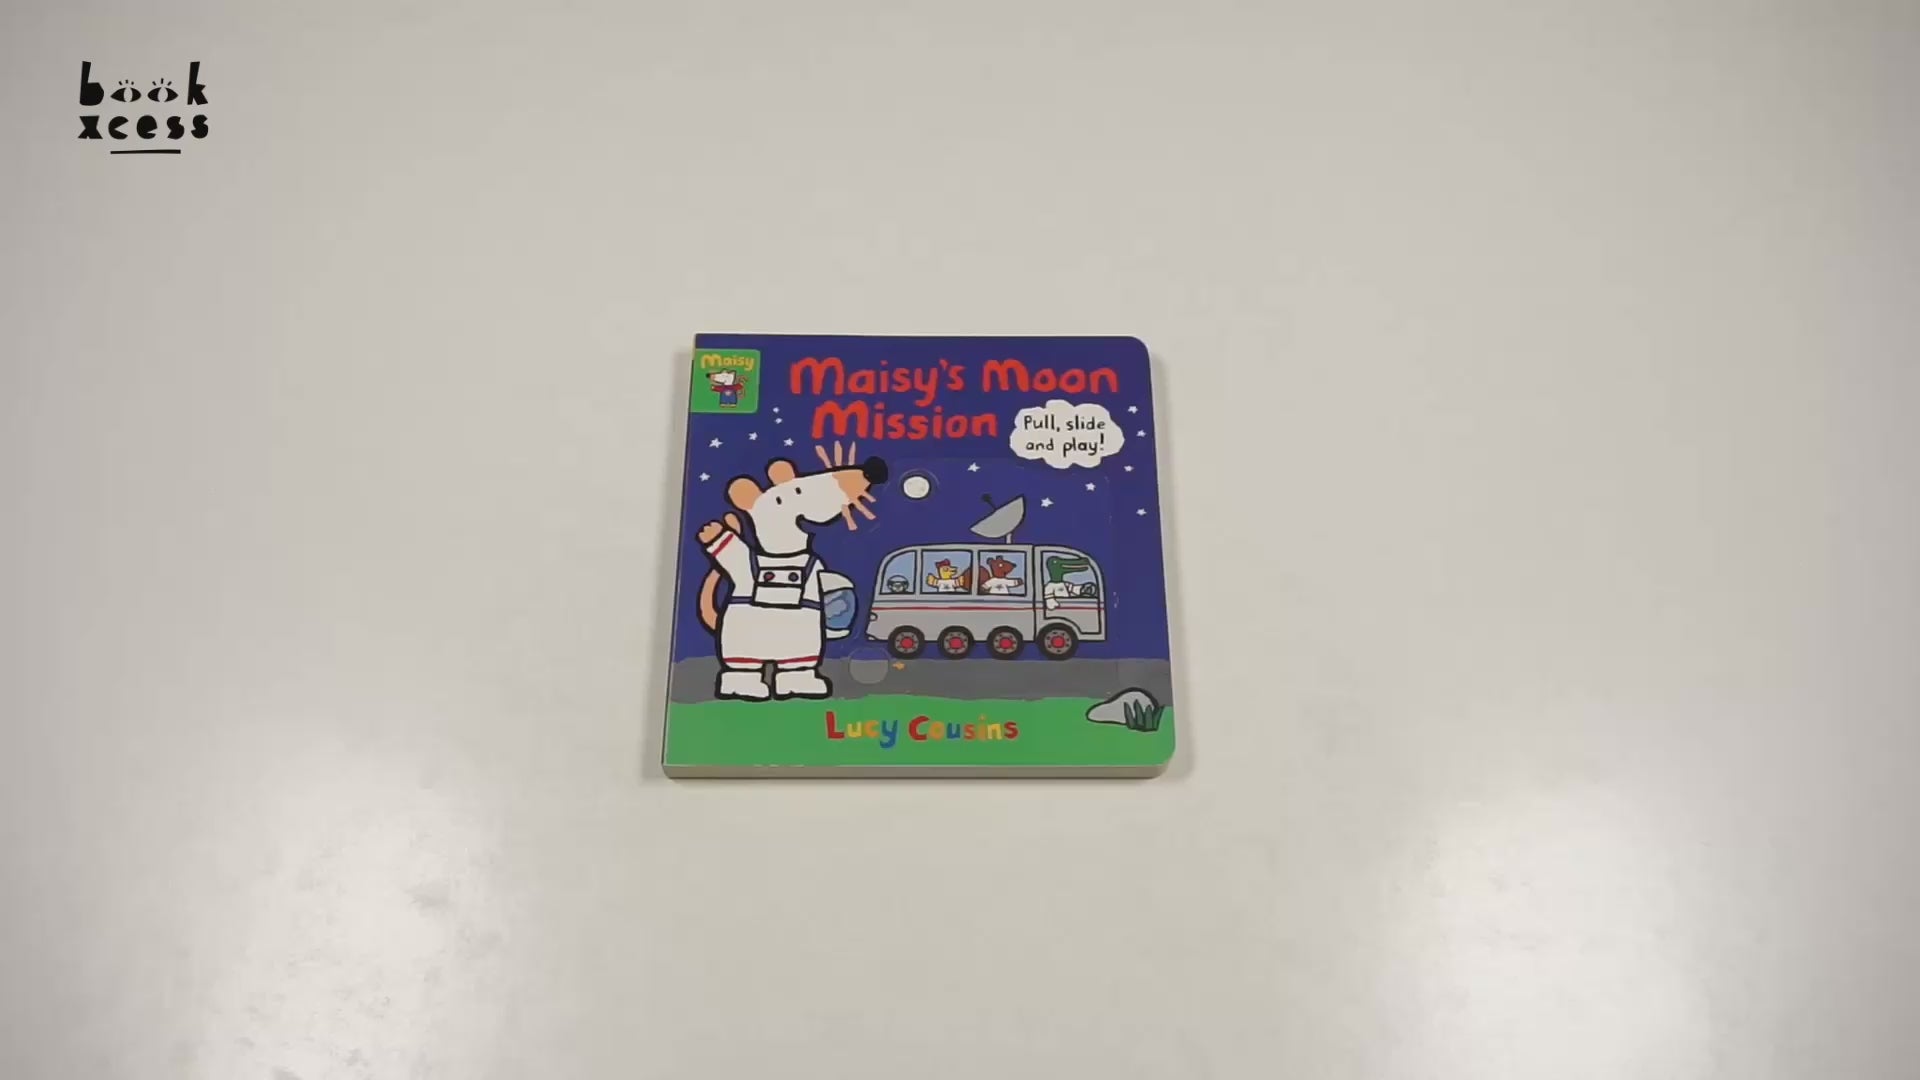 book
xcess
Maisy
Maisy's Moon
Mission
Pull, slide
and play!
Lucy Cousins